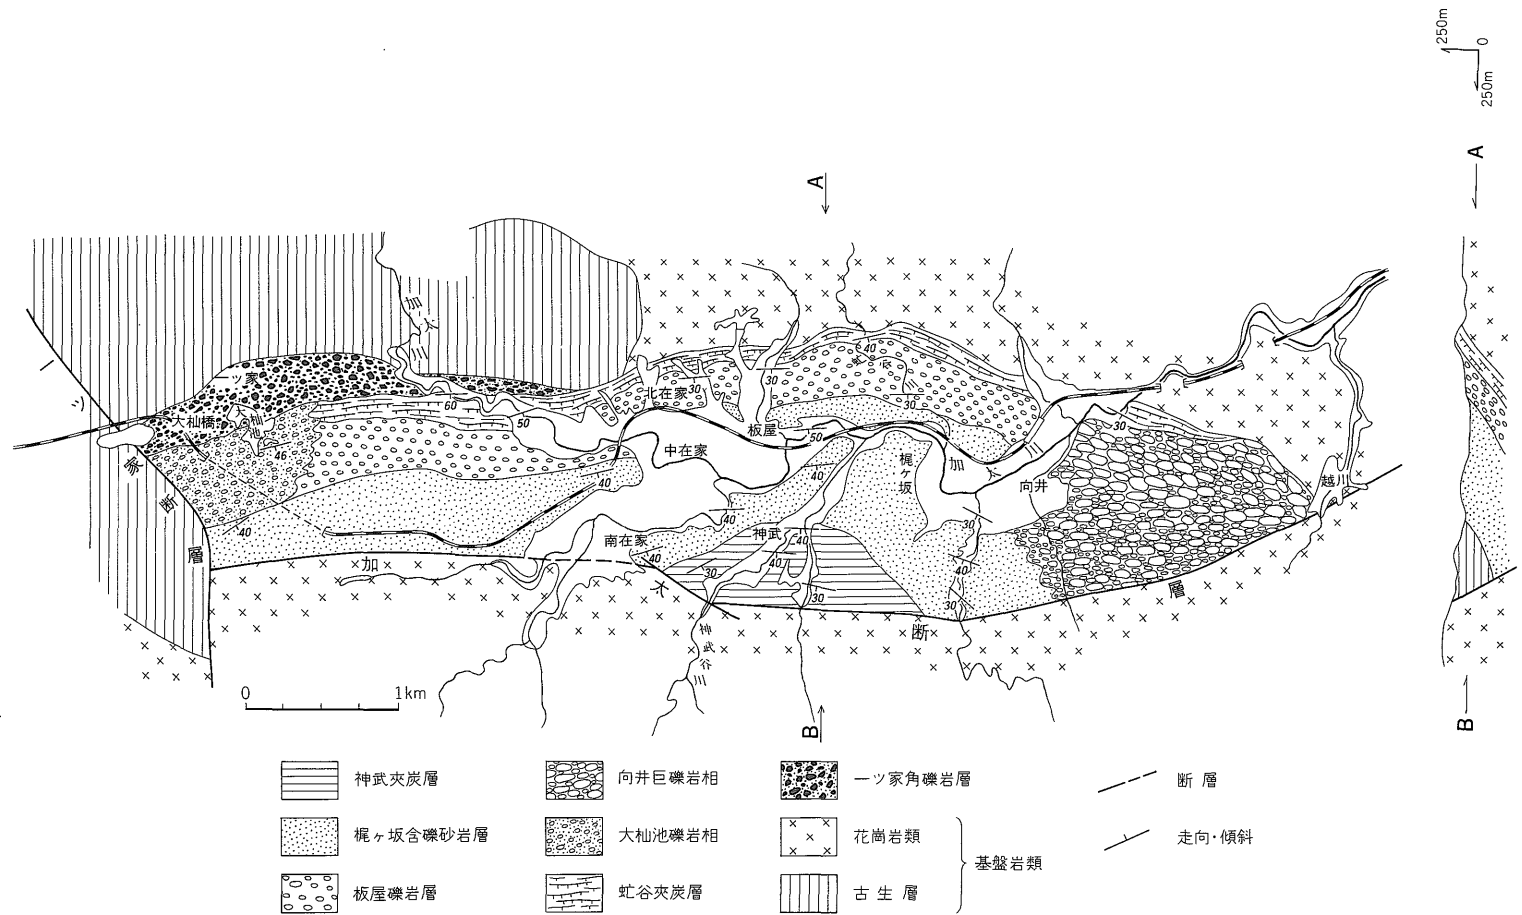 250m
0
250m
A
A
加
太
川
一ツ家
大杣橋
大
杣
池
46
60
50
北在家
30
30
40
30
板屋
50
中在家
40
40
40
40
梶
ケ
坂
加
太
川
向井
30
越川
30
40
30
神武
40
40
30
30
南在家
40
一
ツ
家
断
層
加
太
断
層
神
武
谷
川
0
1km
B
B
神武夾炭層
向井巨礫岩相
一ツ家角礫岩層
断層
梶ヶ坂含礫砂岩層
大杣池礫岩相
花崗岩類
走向・傾斜
基盤岩類
板屋礫岩層
虻谷夾炭層
古生層